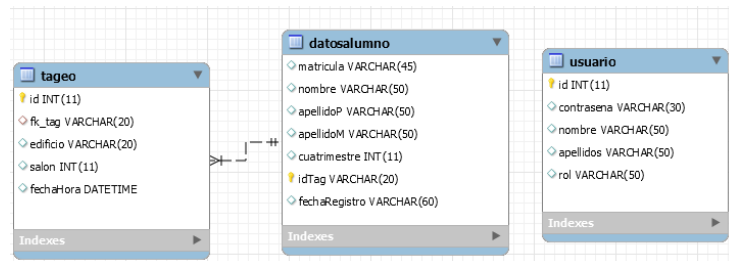 tageo
id INT(11)
fk_tag VARCHAR(20)
edificio VARCHAR(20)
salon INT(11)
fechaHora DATETIME
Indexes
datosalumno
matricula VARCHAR(45)
nombre VARCHAR(50)
apellidoP VARCHAR(50)
apellidoM VARCHAR(50)
cuatrimestre INT(11)
idTag VARCHAR(20)
fechaRegistro VARCHAR(60)
Indexes
usuario
id INT(11)
contrasena VARCHAR(30)
nombre VARCHAR(50)
apellidos VARCHAR(50)
rol VARCHAR(50)
Indexes